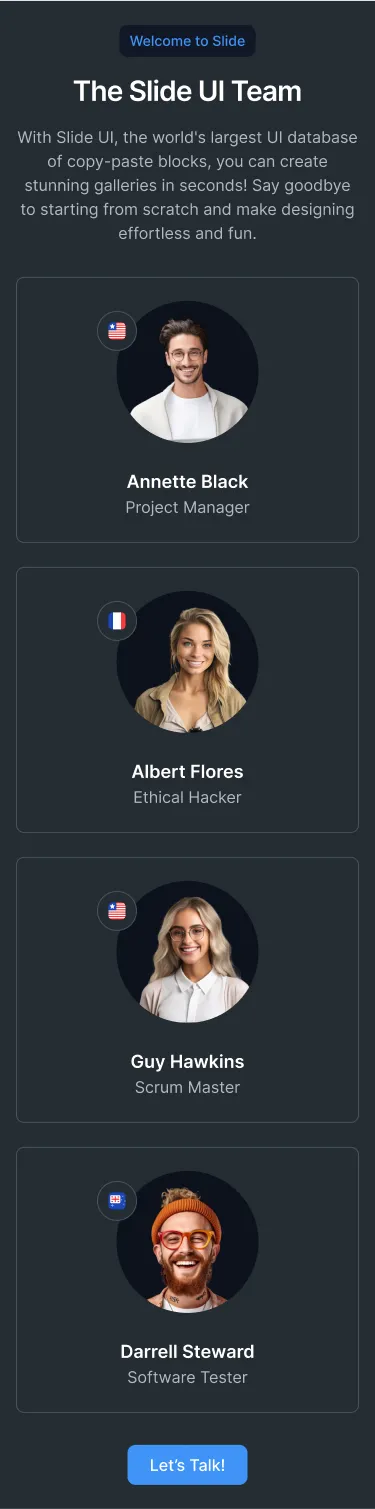 Welcome to Slide
The Slide UI Team
With Slide UI, the world's largest UI database
of copy-paste blocks, you can create
stunning galleries in seconds! Say goodbye
to starting from scratch and make designing
effortless and fun.
Annette Black
Project Manager
Albert Flores
Ethical Hacker
Guy Hawkins
Scrum Master
Darrell Steward
Software Tester
Let’s Talk!